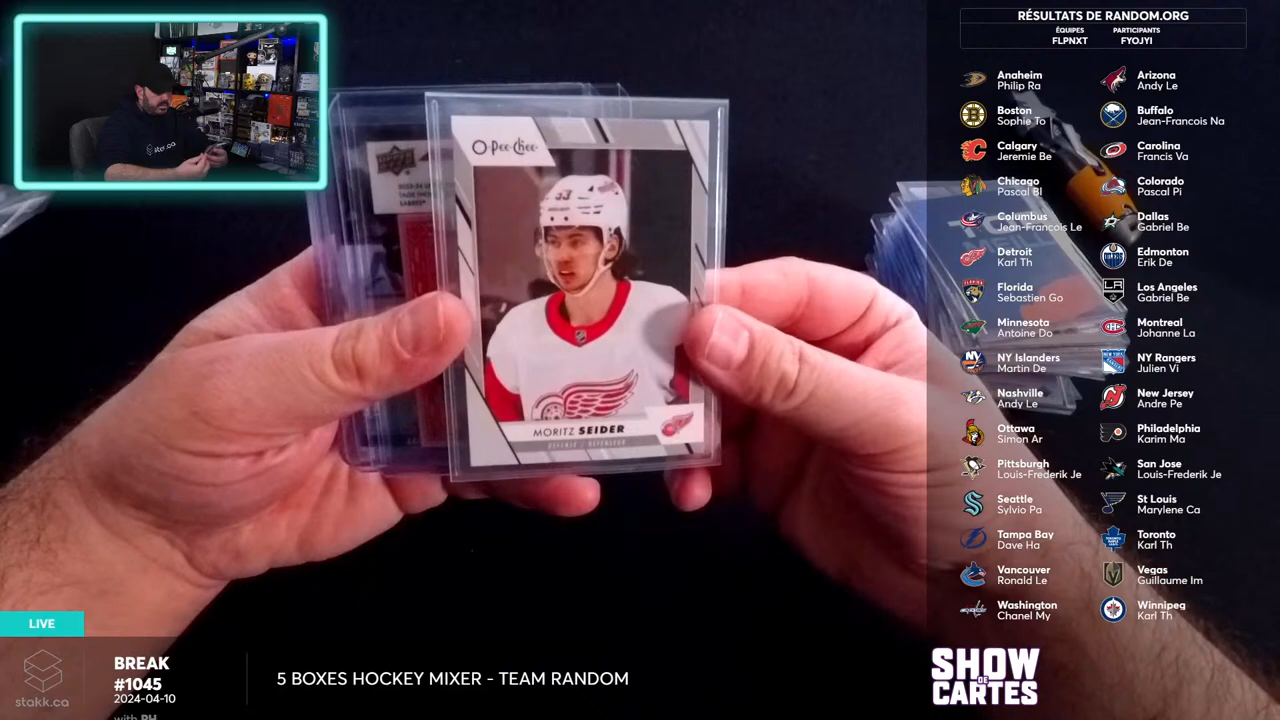 RÉSULTATS DE RANDOM.ORG
ÉQUIPES
FLPNXT
PARTICIPANTS
FYOJYI
Anaheim
Philip Ra
Arizona
Andy Le
Boston
Sophie To
Buffalo
Jean-Francois Na
Calgary
Jeremie Be
Carolina
Francis Va
Chicago
Pascal Bl
Colorado
Pascal Pi
Columbus
Jean-Francois Le
Dallas
Gabriel Be
Detroit
Karl Th
Edmonton
Erik De
Florida
Sebastien Go
Los Angeles
Gabriel Be
Minnesota
Antoine Do
Montreal
Johanne La
NY Islanders
Martin De
NY Rangers
Julien Vi
Nashville
Andy Le
New Jersey
Andre Pe
Ottawa
Simon Ar
Philadelphia
Karim Ma
Pittsburgh
Louis-Frederik Je
San Jose
Louis-Frederik Je
Seattle
Sylvio Pa
St Louis
Marylene Ca
Tampa Bay
Dave Ha
Toronto
Karl Th
Vancouver
Ronald Le
Vegas
Guillaume Im
Washington
Chanel My
Winnipeg
Karl Th
O-Pee-Chee
53
MORITZ SEIDER
DEFENSE / DÉFENSEUR
stak.ca
LIVE
stakk.ca
BREAK
#1045
2024-04-10
with PH
5 BOXES HOCKEY MIXER - TEAM RANDOM
SHOW
DE
CARTES